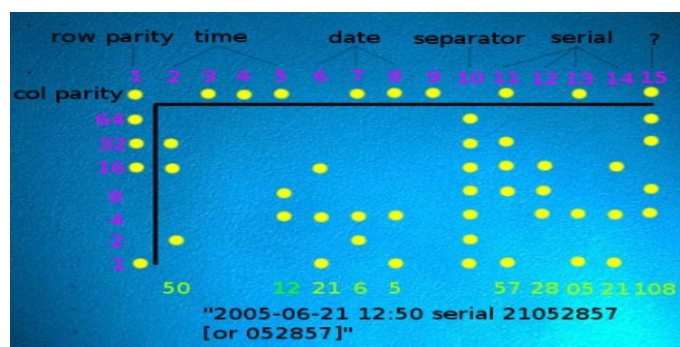 row parity time date separator serial ?
1 2 3 4 5 6 7 8 9 10 11 12 13 14 15
col parity
64
32
16
8
4
2
1
50 12 21 6 5 57 28 05 21 108
"2005-06-21 12:50 serial 21052857
[or 052857]"